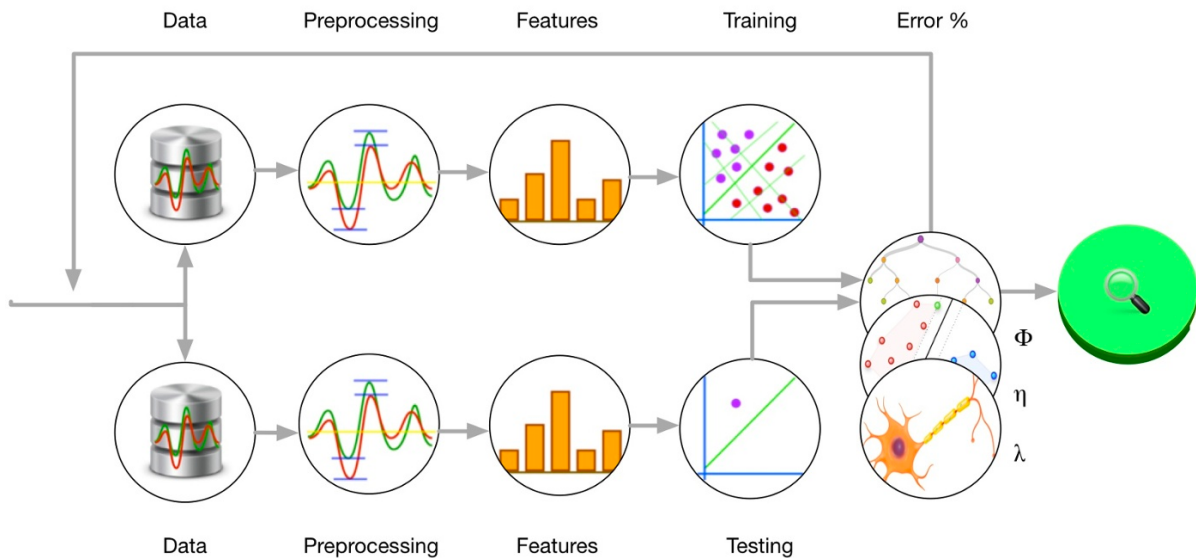 Data Preprocessing Features Training Error %
Φ
η
λ
Data Preprocessing Features Testing